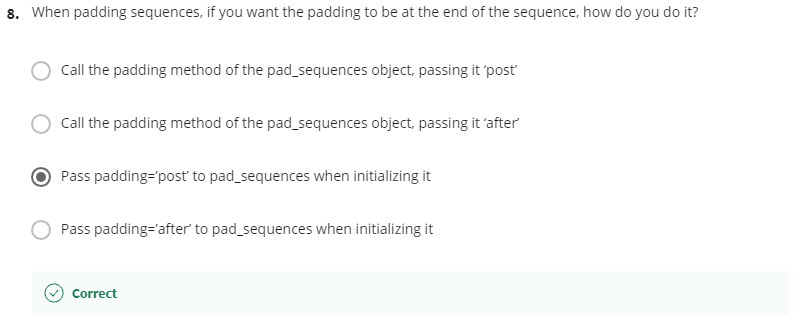 8. When padding sequences, if you want the padding to be at the end of the sequence, how do you do it?
Call the padding method of the pad_sequences object, passing it ‘post’
Call the padding method of the pad_sequences object, passing it ‘after’
Pass padding=’post’ to pad_sequences when initializing it
Pass padding=’after’ to pad_sequences when initializing it
Correct